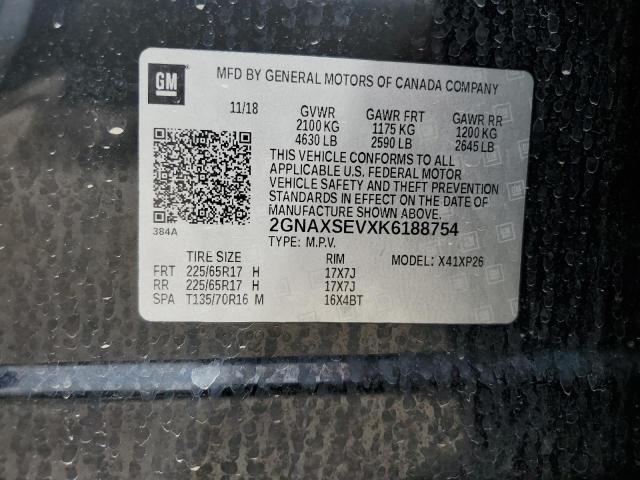 GM
MFD BY GENERAL MOTORS OF CANADA COMPANY
11/18 GVWR GAWR FRT GAWR RR
2100 KG 1175 KG 1200 KG
4630 LB 2590 LB 2645 LB
THIS VEHICLE CONFORMS TO ALL
APPLICABLE U.S. FEDERAL MOTOR
VEHICLE SAFETY AND THEFT PREVENTION
STANDARDS IN EFFECT ON THE DATE OF
MANUFACTURE SHOWN ABOVE.
384A
2GNAXSEVXK6188754
TYPE: M.P.V. MODEL: X41XP26
TIRE SIZE RIM
FRT 225/65R17 H 17X7J
RR 225/65R17 H 17X7J
SPA T135/70R16 M 16X4BT